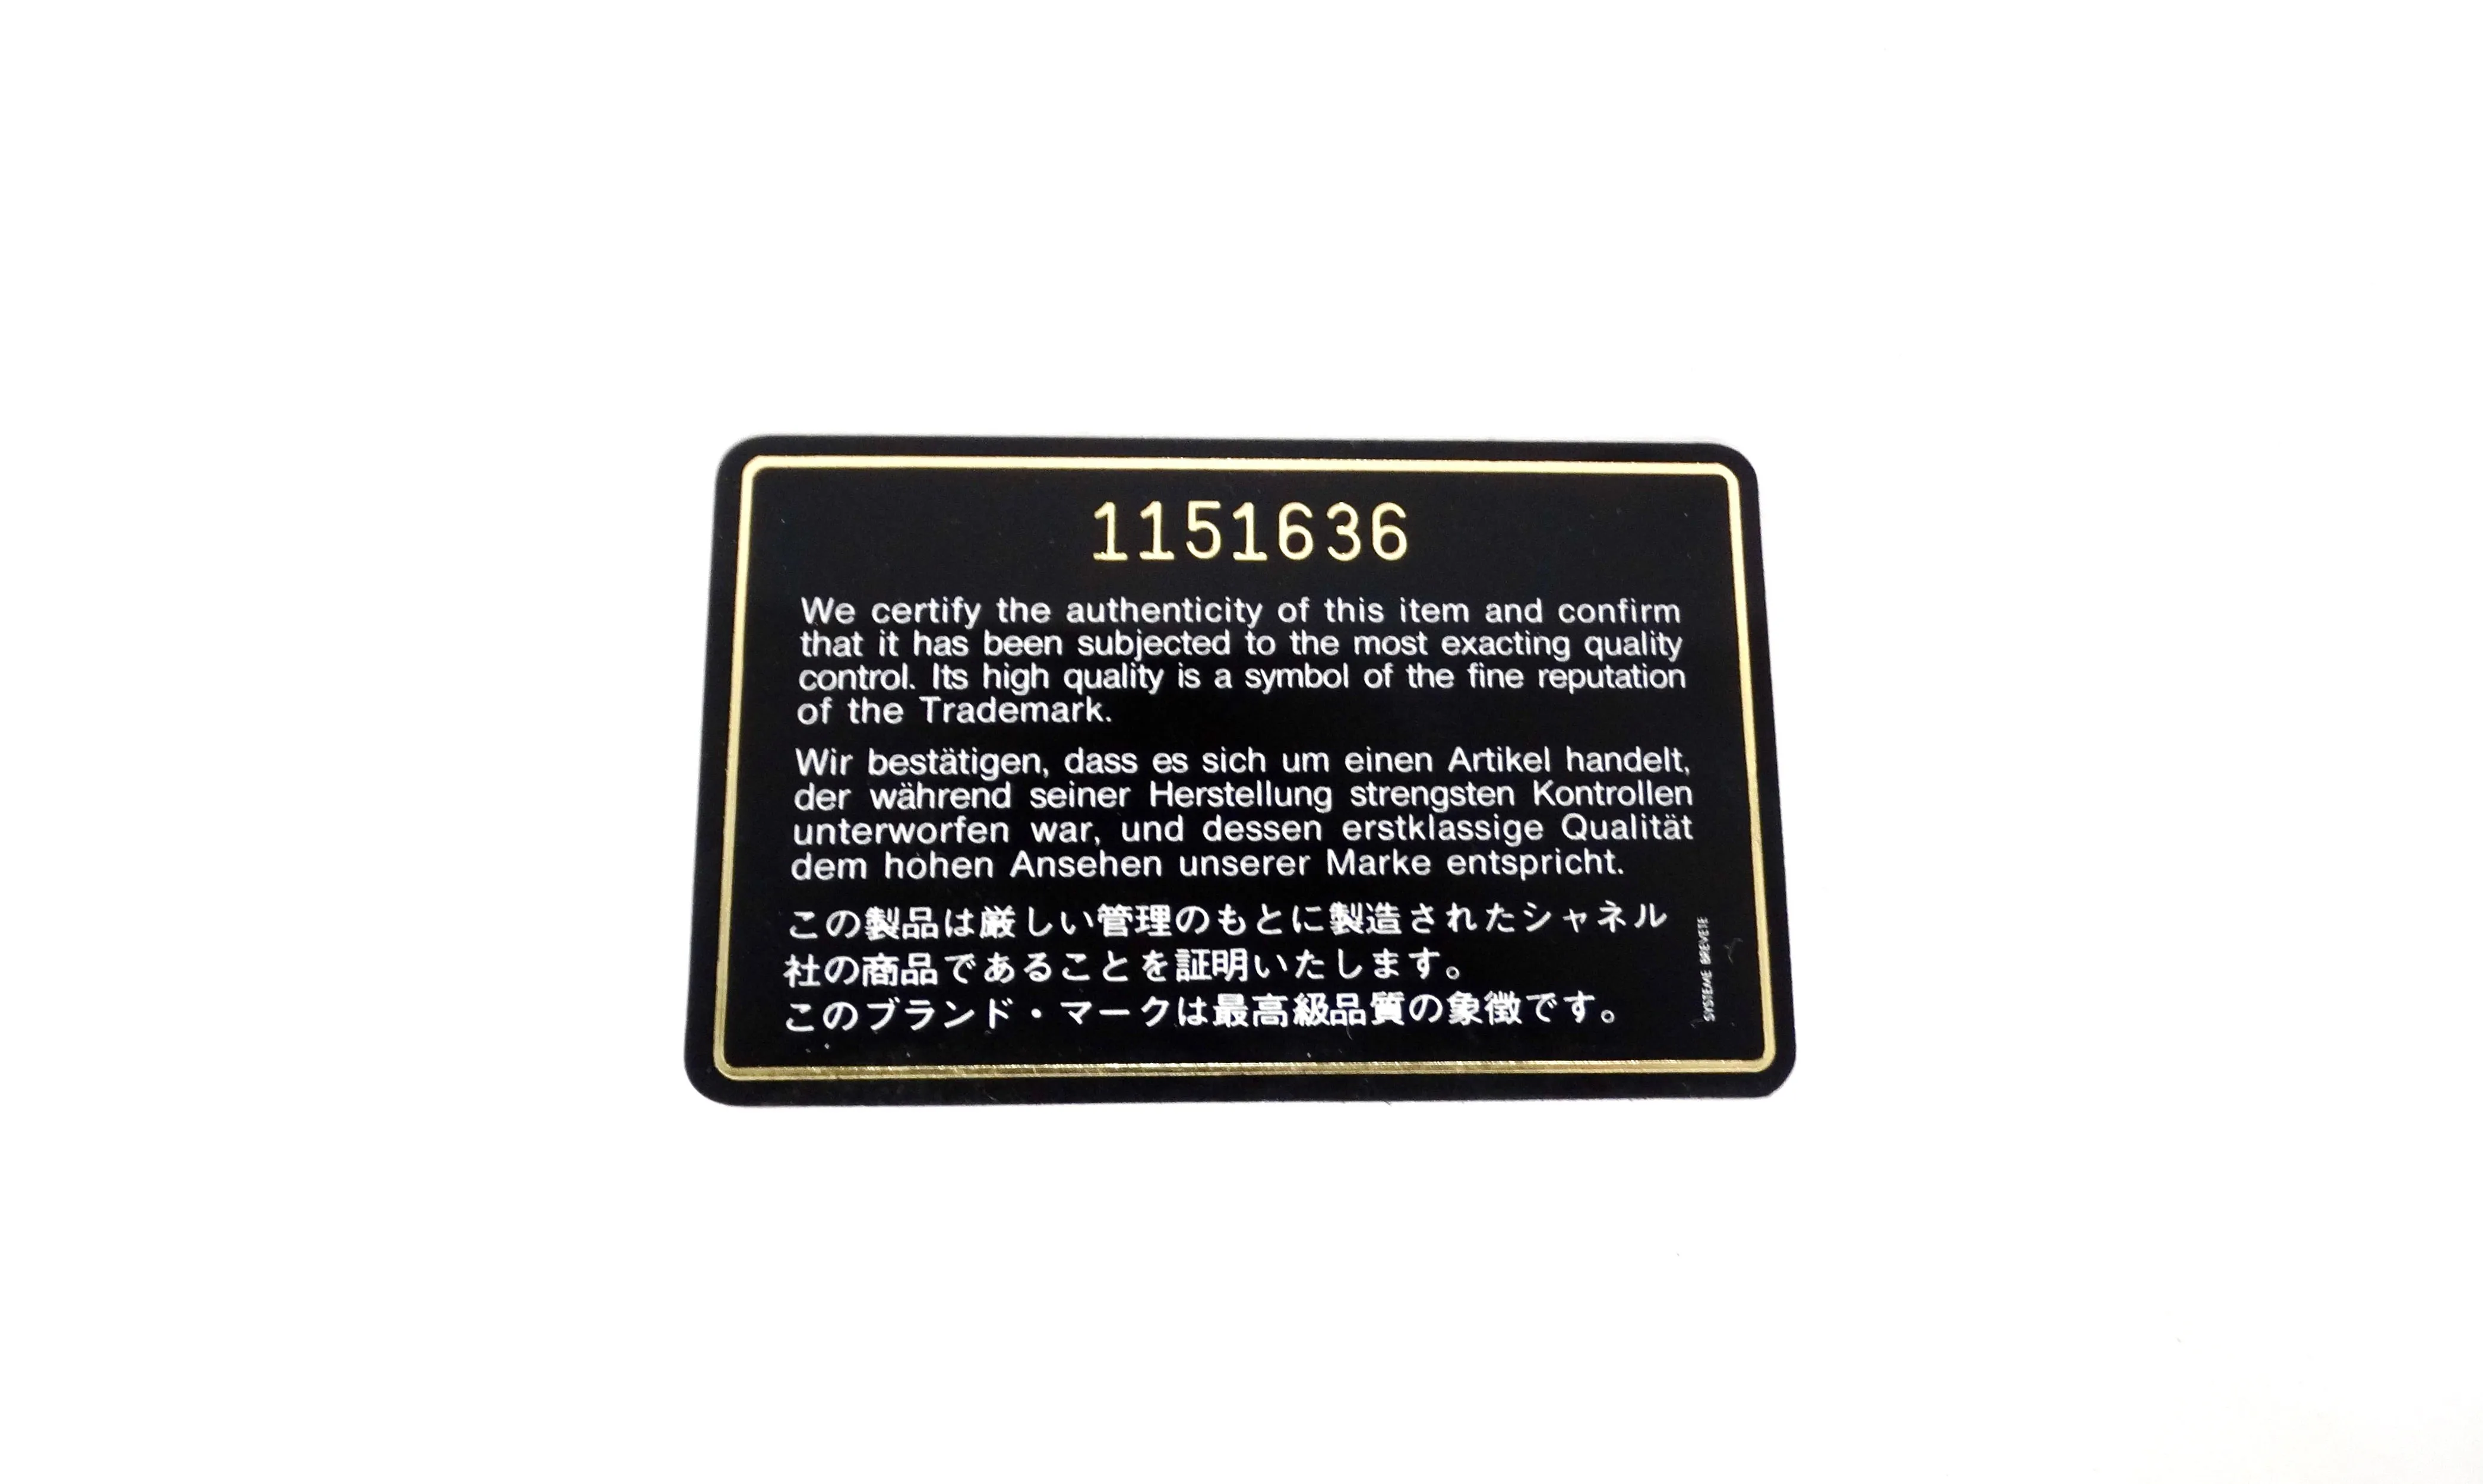 1151636
We certify the authenticity of this item and confirm
that it has been subjected to the most exacting quality
control. Its high quality is a symbol of the fine reputation
of the Trademark.
Wir bestätigen, dass es sich um einen Artikel handelt,
der während seiner Herstellung strengsten Kontrollen
unterworfen war, und dessen erstklassige Qualität
dem hohen Ansehen unserer Marke entspricht.
この製品は厳しい管理のもとに製造されたシャネル
社の商品であることを証明いたします。
このブランド・マークは最高級品質の象徴です。
SYSTEME BREVETE